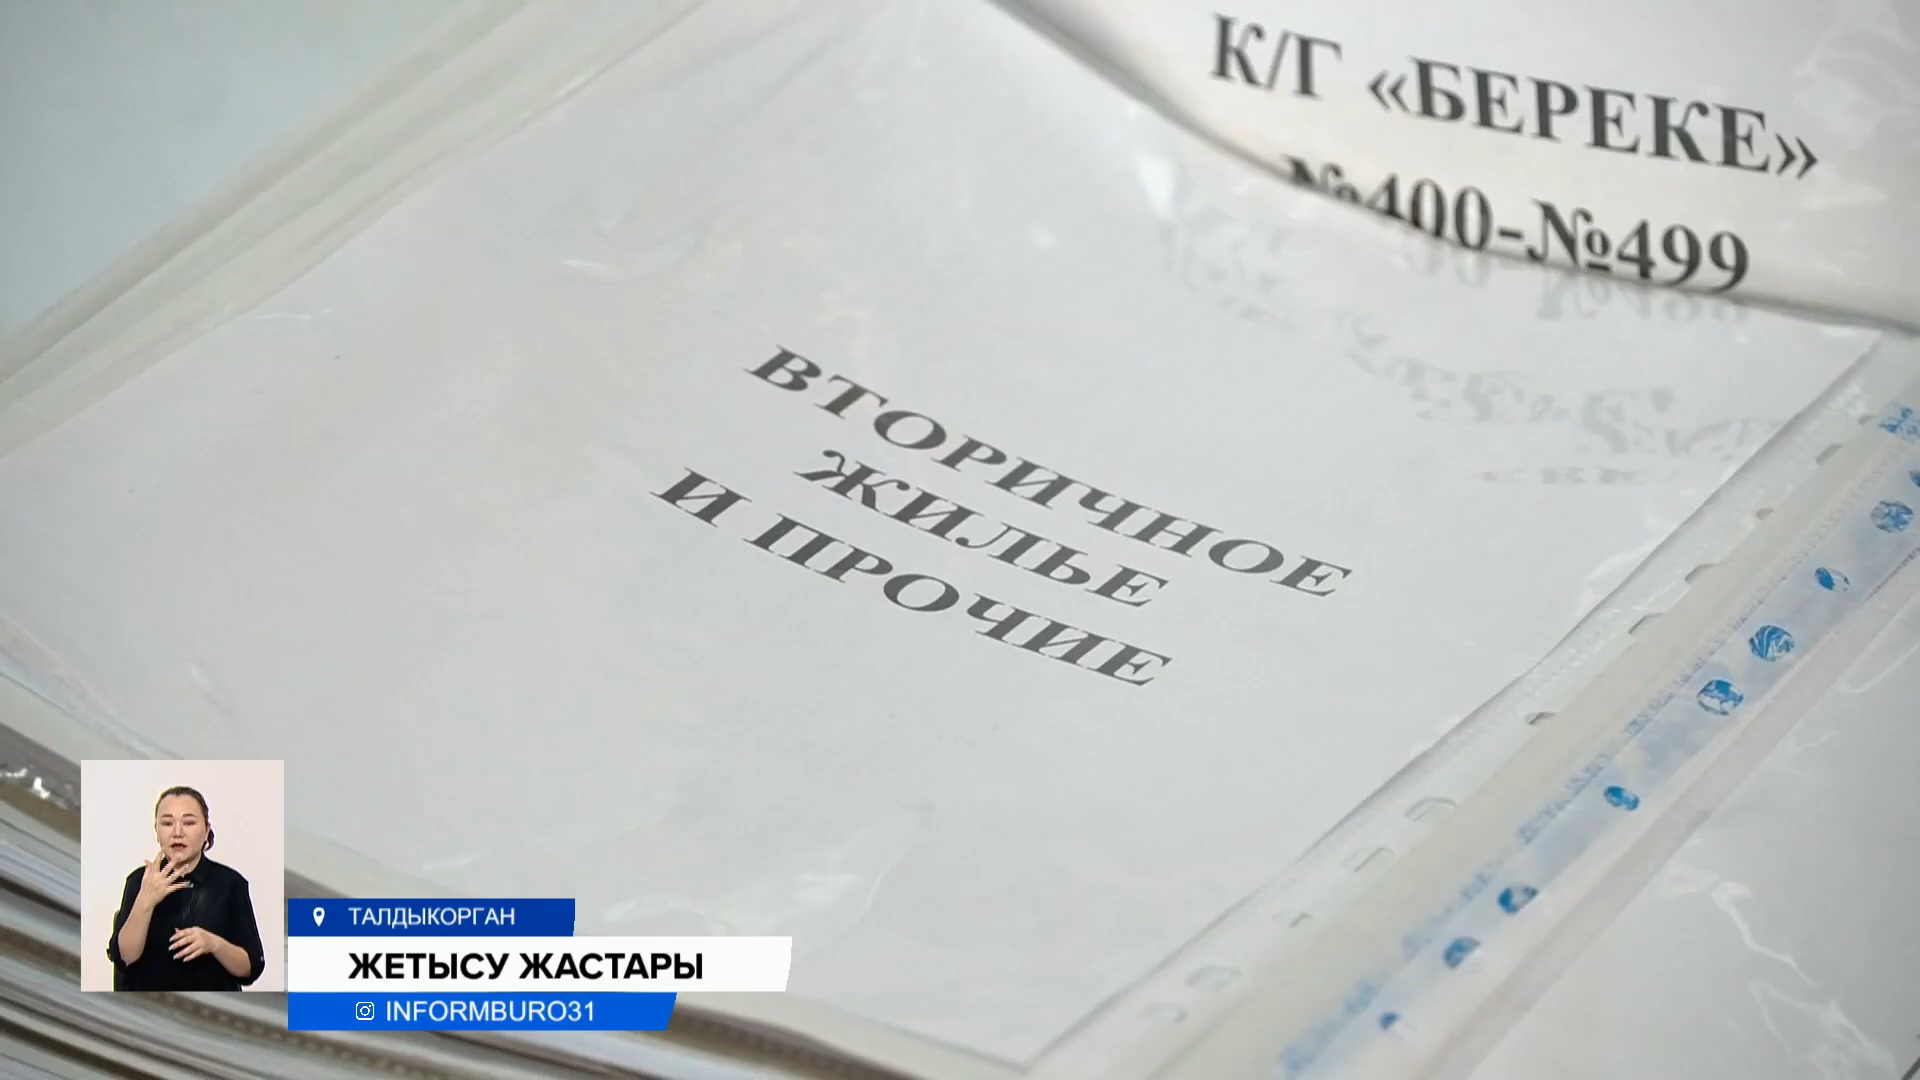 К/Г «БЕРЕКЕ»
№400-№499
ВТОРИЧНОЕ
ЖИЛЬЕ
И ПРОЧИЕ
ТАЛДЫКОРГАН
ЖЕТЫСУ ЖАСТАРЫ
INFORMBURO31